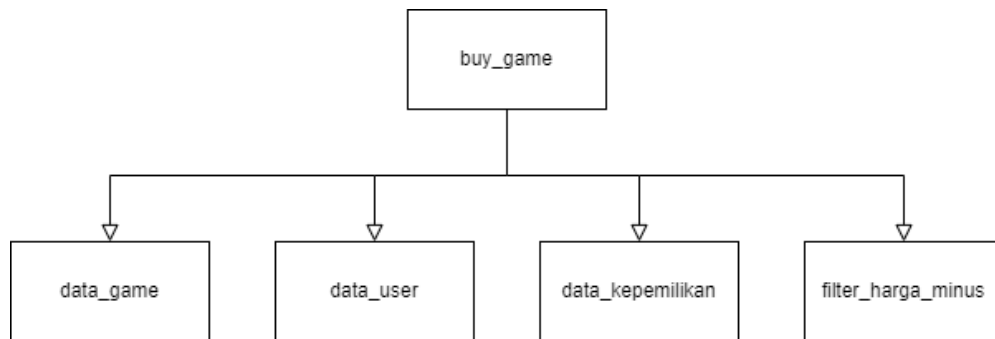 buy_game
data_game
data_user
data_kepemilikan
filter_harga_minus